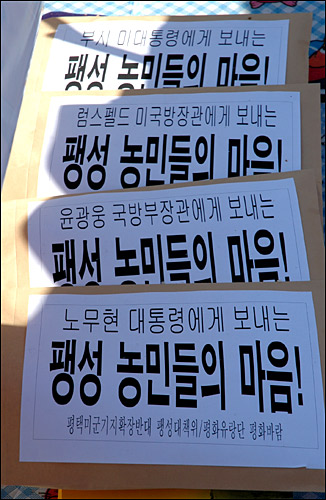 부시 미대통령에게 보내는
팽성 농민들의 마음!
럼스펠드 미국방장관에게 보내는
팽성 농민들의 마음!
윤광웅 국방부장관에게 보내는
팽성 농민들의 마음!
노무현 대통령에게 보내는
팽성 농민들의 마음!
평택미군기지확장반대 팽성대책위/평화유랑단 평화바람